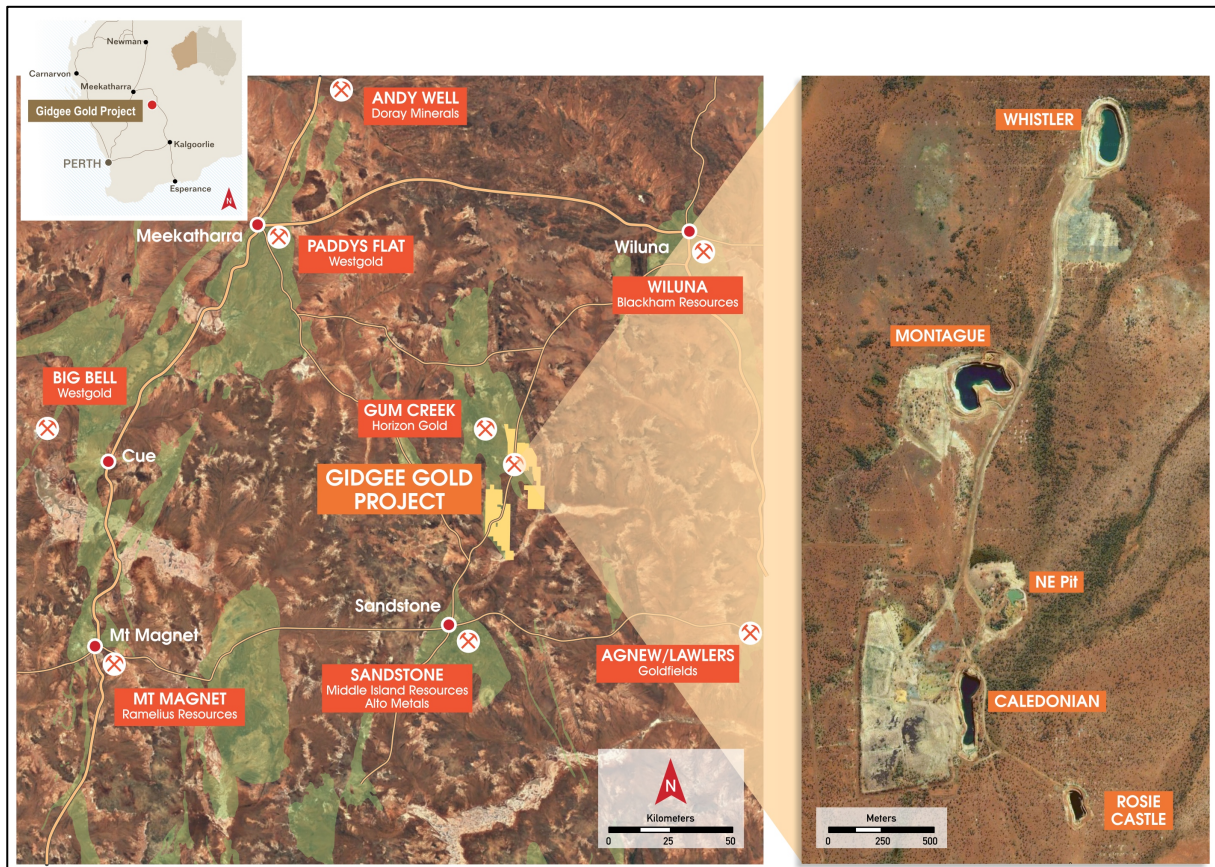 Newman
Carnarvon
Meekatharra
Gidgee Gold Project
Kalgoorlie
PERTH
Esperance
N
ANDY WELL
Doray Minerals
Meekatharra
PADDYS FLAT
Westgold
Wiluna
WILUNA
Blackham Resources
BIG BELL
Westgold
GUM CREEK
Horizon Gold
Cue
GIDGEE GOLD
PROJECT
Sandstone
Mt Magnet
AGNEW/LAWLERS
Goldfields
SANDSTONE
Middle Island Resources
Alto Metals
MT MAGNET
Ramelius Resources
N
Kilometers
0 25 50
WHISTLER
MONTAGUE
NE Pit
CALEDONIAN
ROSIE
CASTLE
Meters
0 250 500